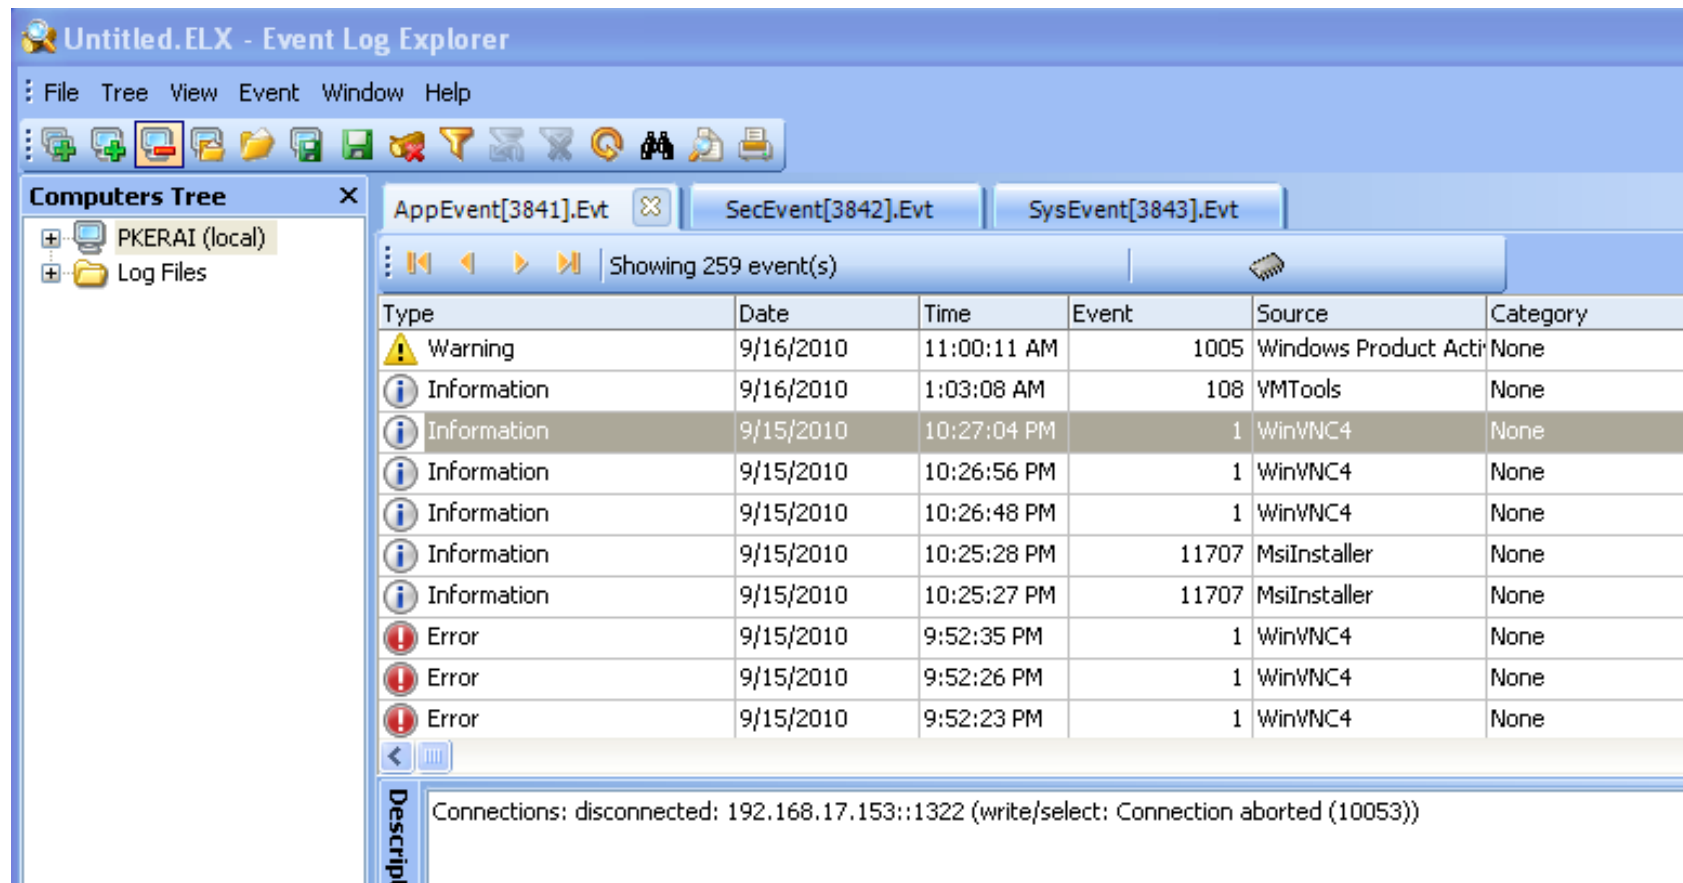 Untitled.ELX - Event Log Explorer
File Tree View Event Window Help
Computers Tree
PKERAI (local)
Log Files
AppEvent[3841].Evt SecEvent[3842].Evt SysEvent[3843].Evt
Showing 259 event(s)
Type Date Time Event Source Category
Warning 9/16/2010 11:00:11 AM 1005 Windows Product Acti None
Information 9/16/2010 1:03:08 AM 108 VMTools None
Information 9/15/2010 10:27:04 PM 1 WinVNC4 None
Information 9/15/2010 10:26:56 PM 1 WinVNC4 None
Information 9/15/2010 10:26:48 PM 1 WinVNC4 None
Information 9/15/2010 10:25:28 PM 11707 MsiInstaller None
Information 9/15/2010 10:25:27 PM 11707 MsiInstaller None
Error 9/15/2010 9:52:35 PM 1 WinVNC4 None
Error 9/15/2010 9:52:26 PM 1 WinVNC4 None
Error 9/15/2010 9:52:23 PM 1 WinVNC4 None
Descript
Connections: disconnected: 192.168.17.153::1322 (write/select: Connection aborted (10053))